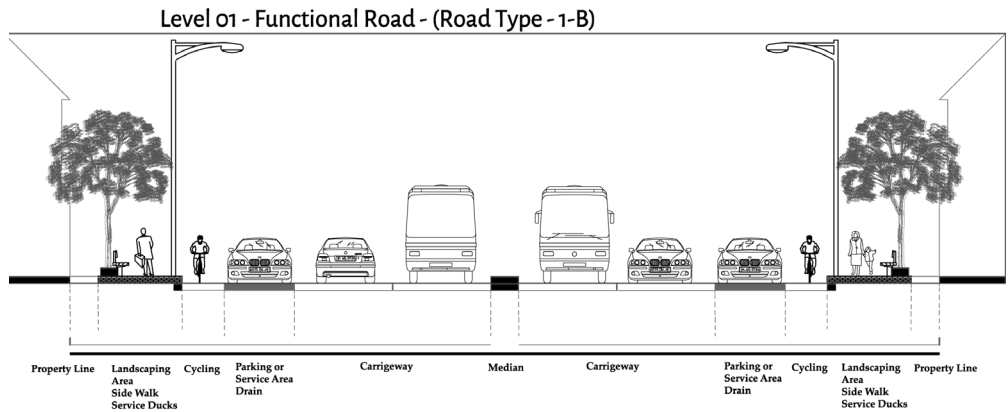 Level 01 - Functional Road - (Road Type - 1-B)
Property Line
Landscaping
Area
Side Walk
Service Ducks
Cycling
Parking or
Service Area
Drain
Carrigeway
Median
Carrigeway
Parking or
Service Area
Drain
Cycling
Landscaping
Area
Side Walk
Service Ducks
Property Line